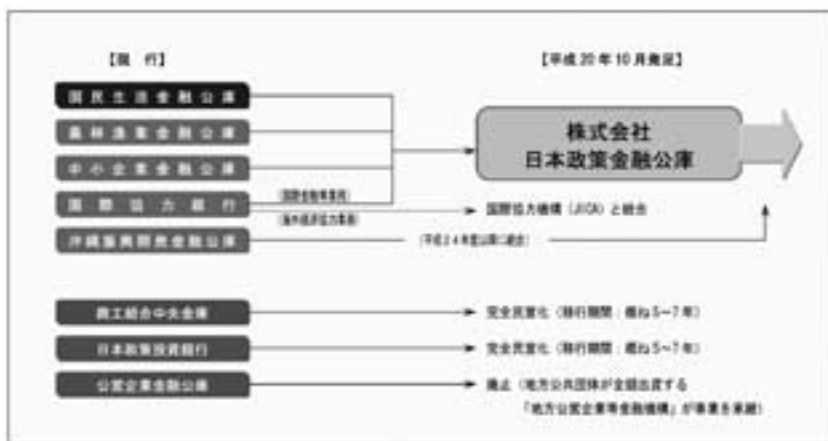 【現　行】
【平成20年10月発足】
国民生活金融公庫
農林漁業金融公庫
中小企業金融公庫
国際協力銀行
沖縄振興開発金融公庫
株式会社
日本政策金融公庫
（国際金融等業務）
（海外経済協力業務）
国際協力機構（JICA）と統合
（平成24年度以降に統合）
商工組合中央金庫
完全民営化（移行期間：概ね5～7年）
日本政策投資銀行
完全民営化（移行期間：概ね5～7年）
公営企業金融公庫
廃止（地方公共団体が全額出資する
「地方公営企業等金融機構」が事業を承継）